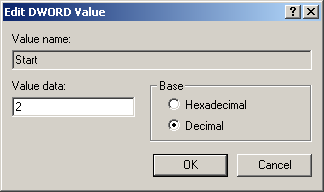 Edit DWORD Value
Value name:
Start
Value data:
2
Base
Hexadecimal
Decimal
OK
Cancel